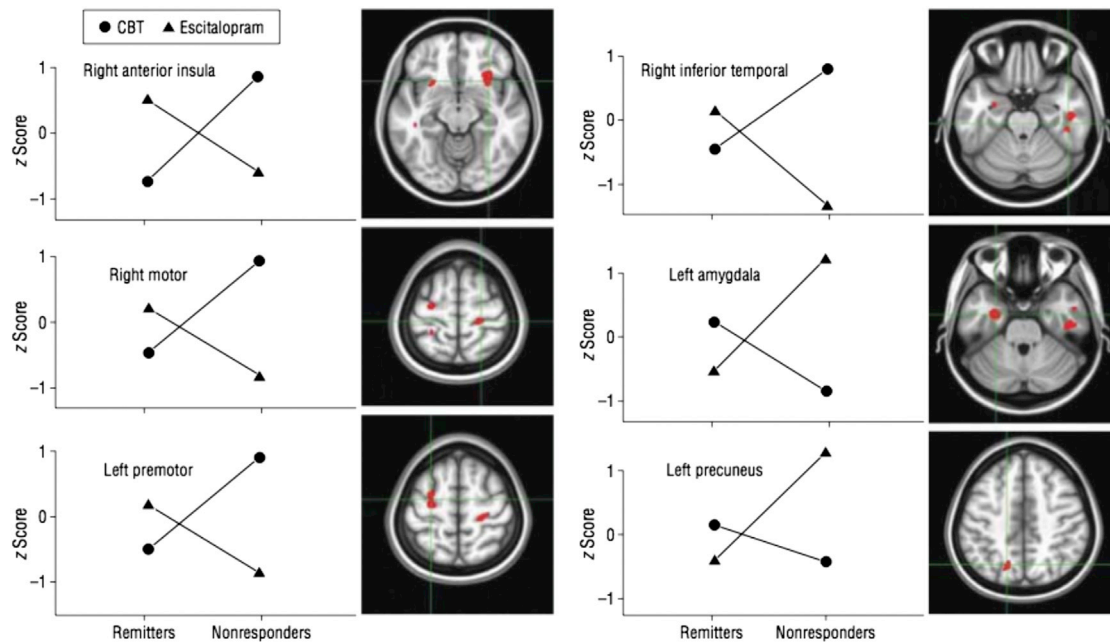 ● CBT ▲ Escitalopram
Right anterior insula
z Score
1
0
−1
Right motor
z Score
1
0
−1
Left premotor
z Score
1
0
−1
Remitters Nonresponders
Right inferior temporal
z Score
1
0
−1
Left amygdala
z Score
1
0
−1
Left precuneus
z Score
1
0
−1
Remitters Nonresponders